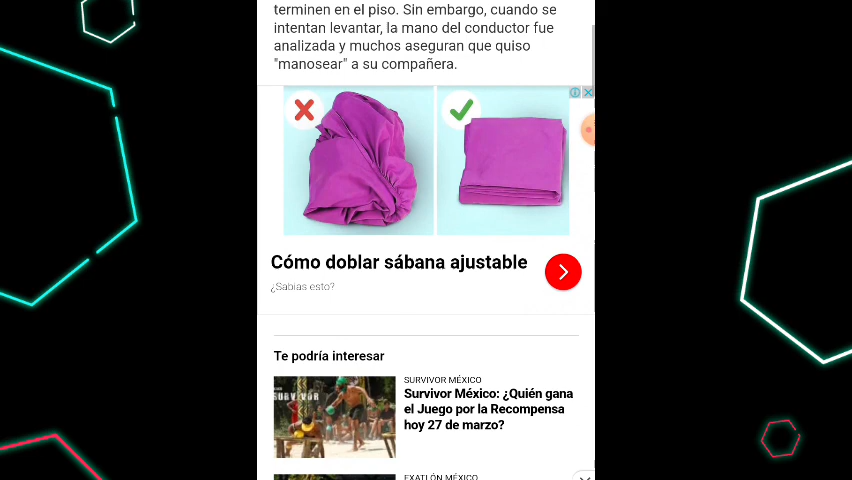 terminen en el piso. Sin embargo, cuando se
intentan levantar, la mano del conductor fue
analizada y muchos aseguran que quiso
"manosear" a su compañera.
Cómo doblar sábana ajustable
¿Sabias esto?
Te podría interesar
SURVIVOR MÉXICO
Survivor México: ¿Quién gana
el Juego por la Recompensa
hoy 27 de marzo?
SURVIVOR
EXATLÓN MÉXICO